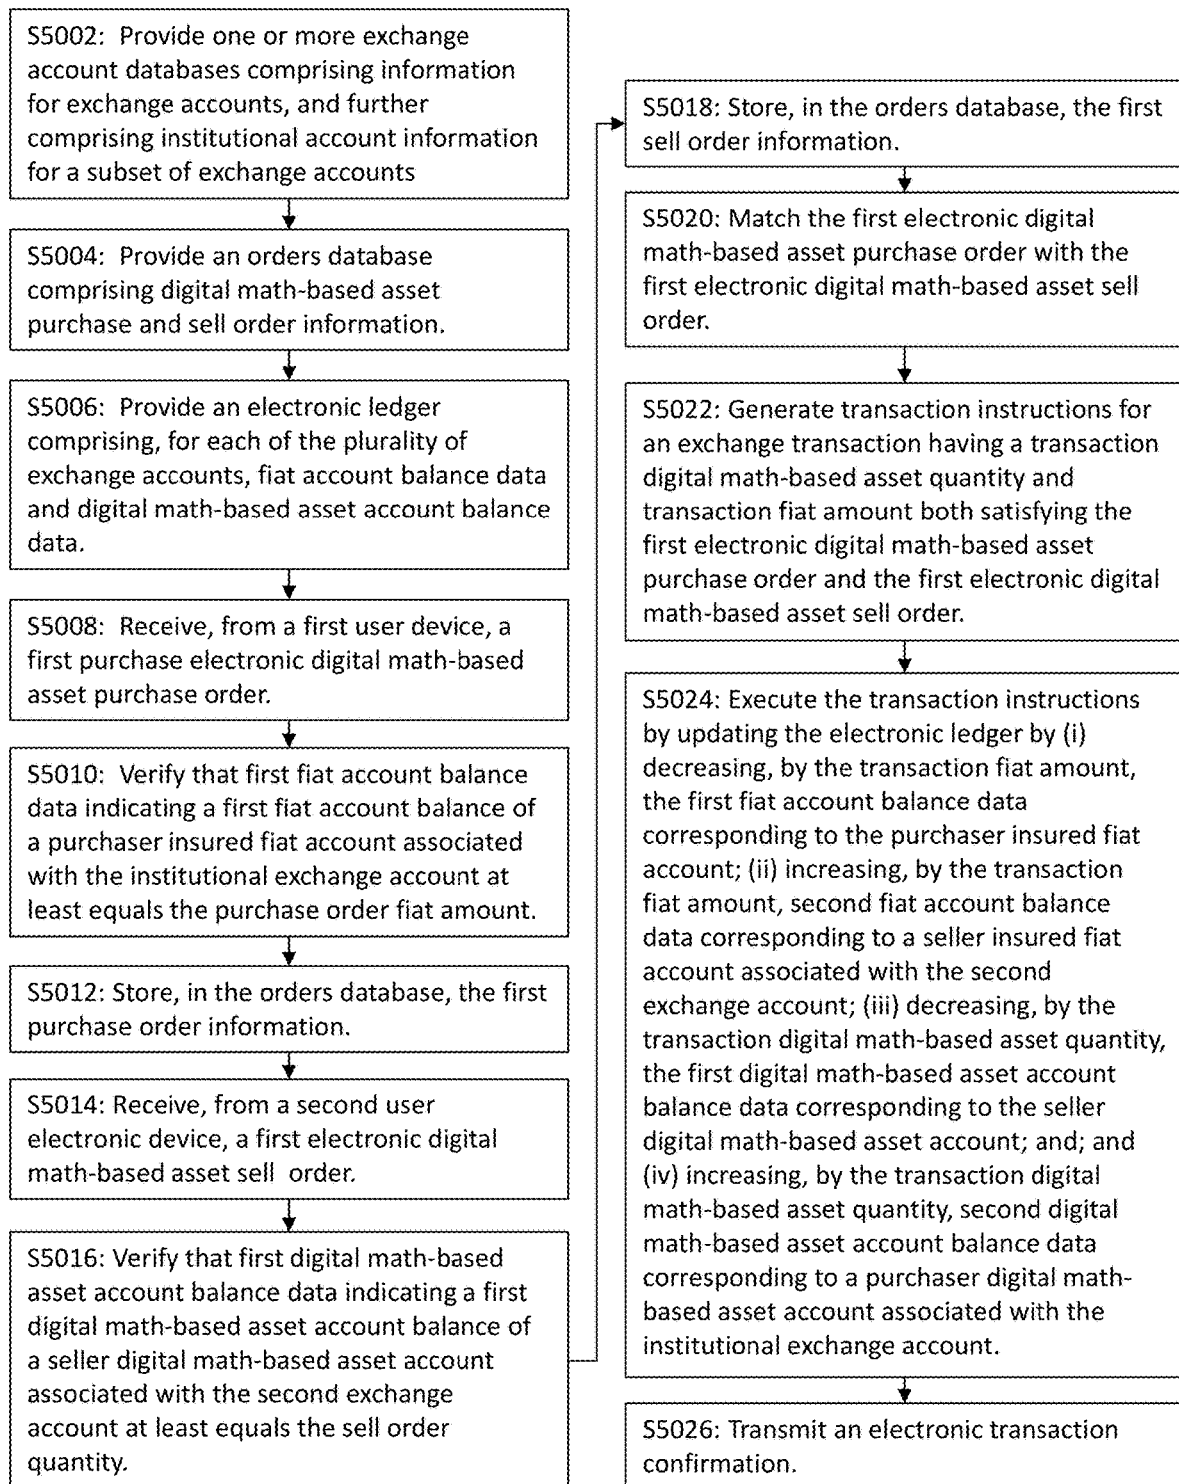 S5002: Provide one or more exchange
account databases comprising information
for exchange accounts, and further
comprising institutional account information
for a subset of exchange accounts
S5004: Provide an orders database
comprising digital math-based asset
purchase and sell order information.
S5006: Provide an electronic ledger
comprising, for each of the plurality of
exchange accounts, fiat account balance data
and digital math-based asset account balance
data.
S5008: Receive, from a first user device, a
first purchase electronic digital math-based
asset purchase order.
S5010: Verify that first fiat account balance
data indicating a first fiat account balance of
a purchaser insured fiat account associated
with the institutional exchange account at
least equals the purchase order fiat amount.
S5012: Store, in the orders database, the first
purchase order information.
S5014: Receive, from a second user
electronic device, a first electronic digital
math-based asset sell order.
S5016: Verify that first digital math-based
asset account balance data indicating a first
digital math-based asset account balance of
a seller digital math-based asset account
associated with the second exchange
account at least equals the sell order
quantity.
S5018: Store, in the orders database, the first
sell order information.
S5020: Match the first electronic digital
math-based asset purchase order with the
first electronic digital math-based asset sell
order.
S5022: Generate transaction instructions for
an exchange transaction having a transaction
digital math-based asset quantity and
transaction fiat amount both satisfying the
first electronic digital math-based asset
purchase order and the first electronic digital
math-based asset sell order.
S5024: Execute the transaction instructions
by updating the electronic ledger by (i)
decreasing, by the transaction fiat amount,
the first fiat account balance data
corresponding to the purchaser insured fiat
account; (ii) increasing, by the transaction
fiat amount, second fiat account balance
data corresponding to a seller insured fiat
account associated with the second
exchange account; (iii) decreasing, by the
transaction digital math-based asset quantity,
the first digital math-based asset account
balance data corresponding to the seller
digital math-based asset account; and; and
(iv) increasing, by the transaction digital
math-based asset quantity, second digital
math-based asset account balance data
corresponding to a purchaser digital math-
based asset account associated with the
institutional exchange account.
S5026: Transmit an electronic transaction
confirmation.